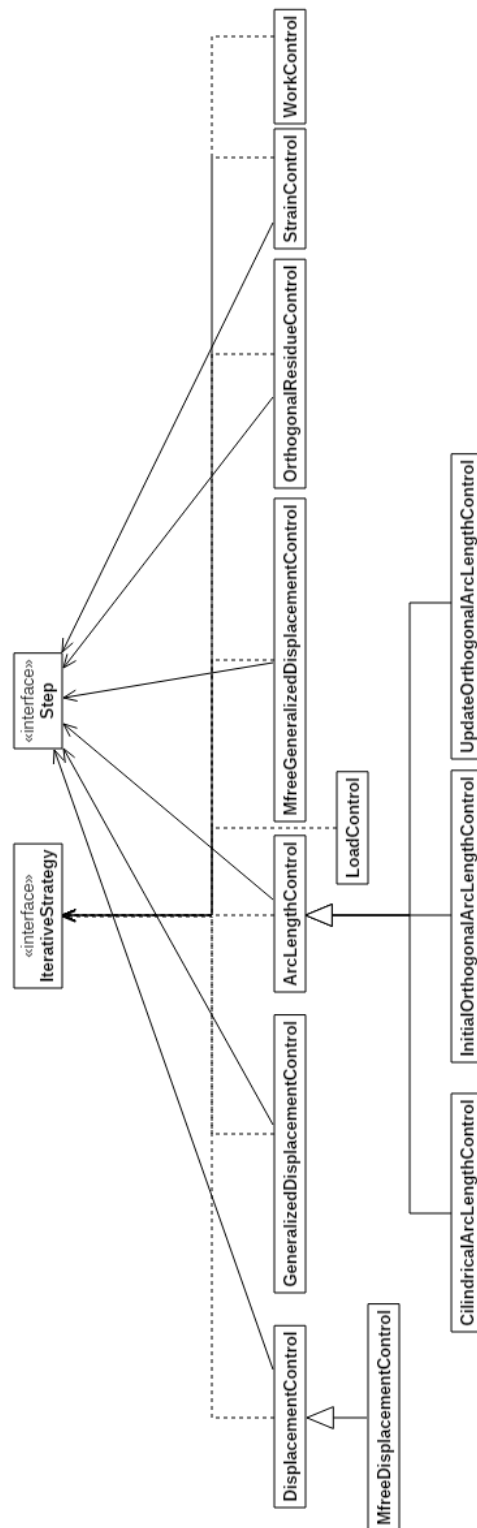 «interface»
IterativeStrategy
«interface»
Step
DisplacementControl
GeneralizedDisplacementControl
ArcLengthControl
MfreeGeneralizedDisplacementControl
OrthogonalResidueControl
StrainControl
WorkControl
LoadControl
MfreeDisplacementControl
CilindricalArcLengthControl
InitialOrthogonalArcLengthControl
UpdateOrthogonalArcLengthControl